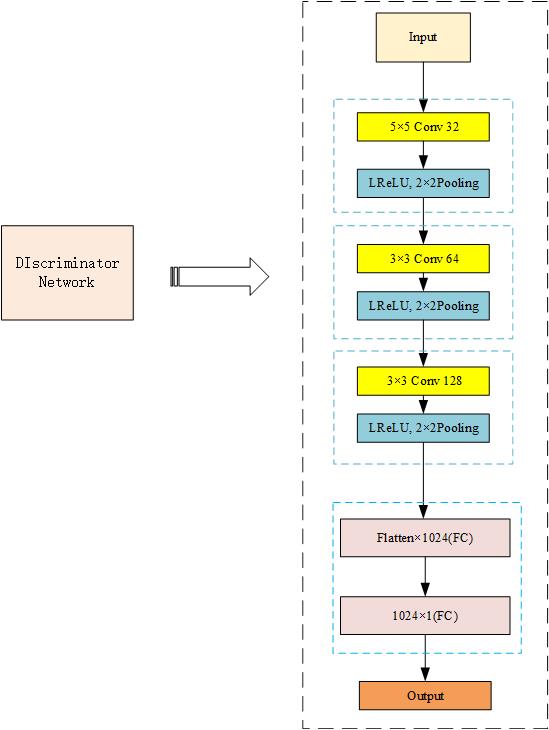 Input
5×5 Conv 32
LReLU, 2×2Pooling
3×3 Conv 64
LReLU, 2×2Pooling
3×3 Conv 128
LReLU, 2×2Pooling
Flatten×1024(FC)
1024×1(FC)
Output
DIscriminator
Network